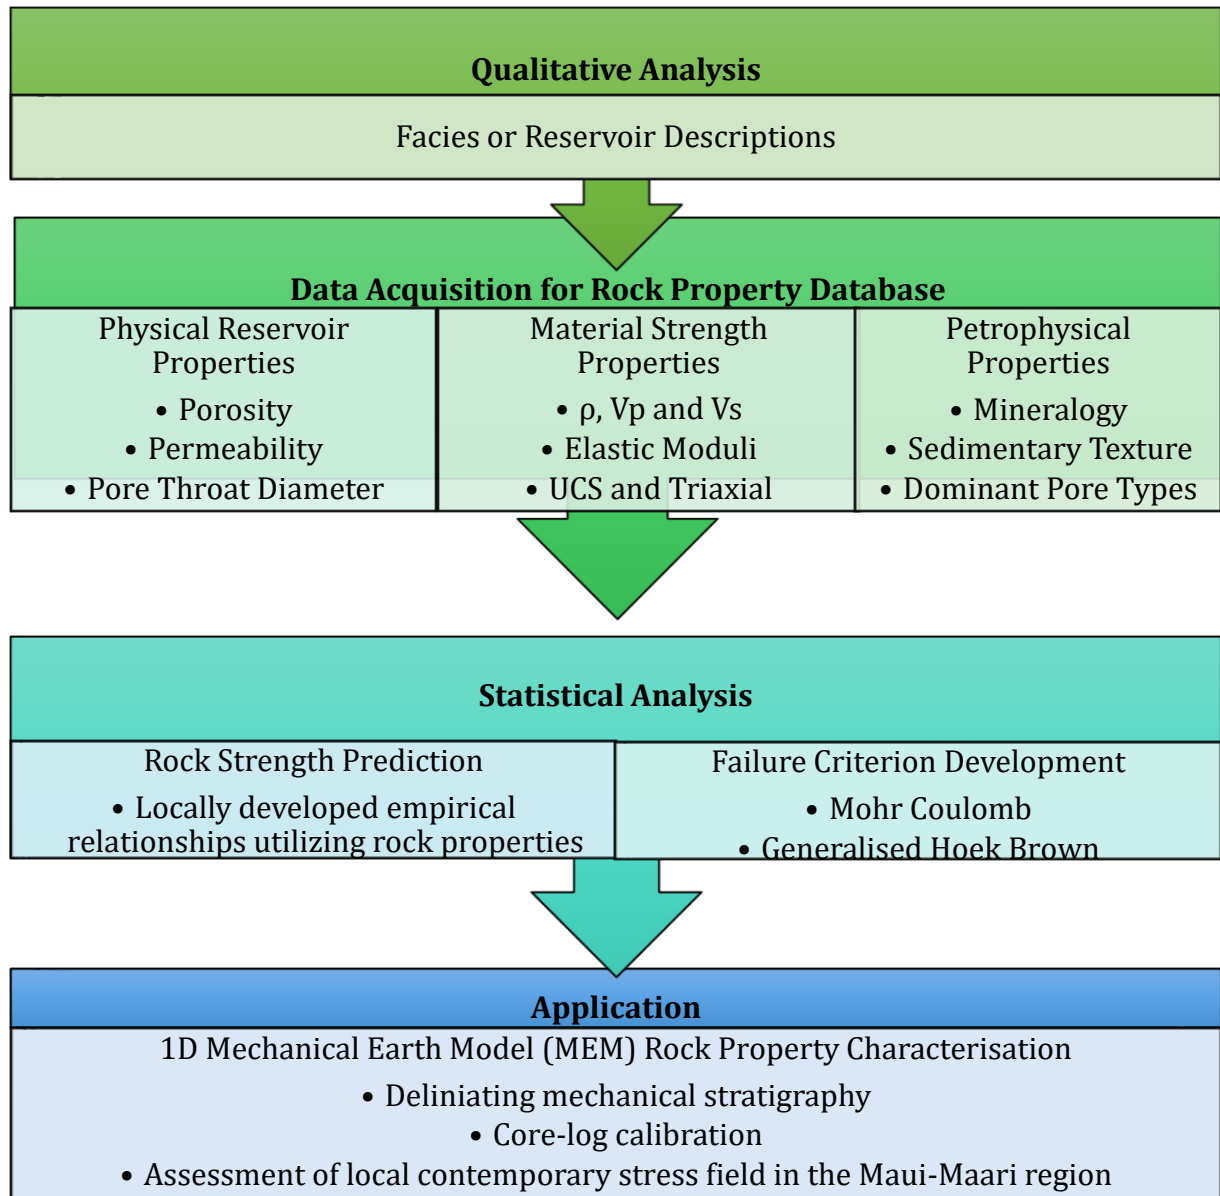 Qualitative Analysis
Facies or Reservoir Descriptions
Data Acquisition for Rock Property Database
Physical Reservoir
Properties
• Porosity
• Permeability
• Pore Throat Diameter
Material Strength
Properties
• ρ, Vp and Vs
• Elastic Moduli
• UCS and Triaxial
Petrophysical
Properties
• Mineralogy
• Sedimentary Texture
• Dominant Pore Types
Statistical Analysis
Rock Strength Prediction
• Locally developed empirical
relationships utilizing rock properties
Failure Criterion Development
• Mohr Coulomb
• Generalised Hoek Brown
Application
1D Mechanical Earth Model (MEM) Rock Property Characterisation
• Deliniating mechanical stratigraphy
• Core-log calibration
• Assessment of local contemporary stress field in the Maui-Maari region